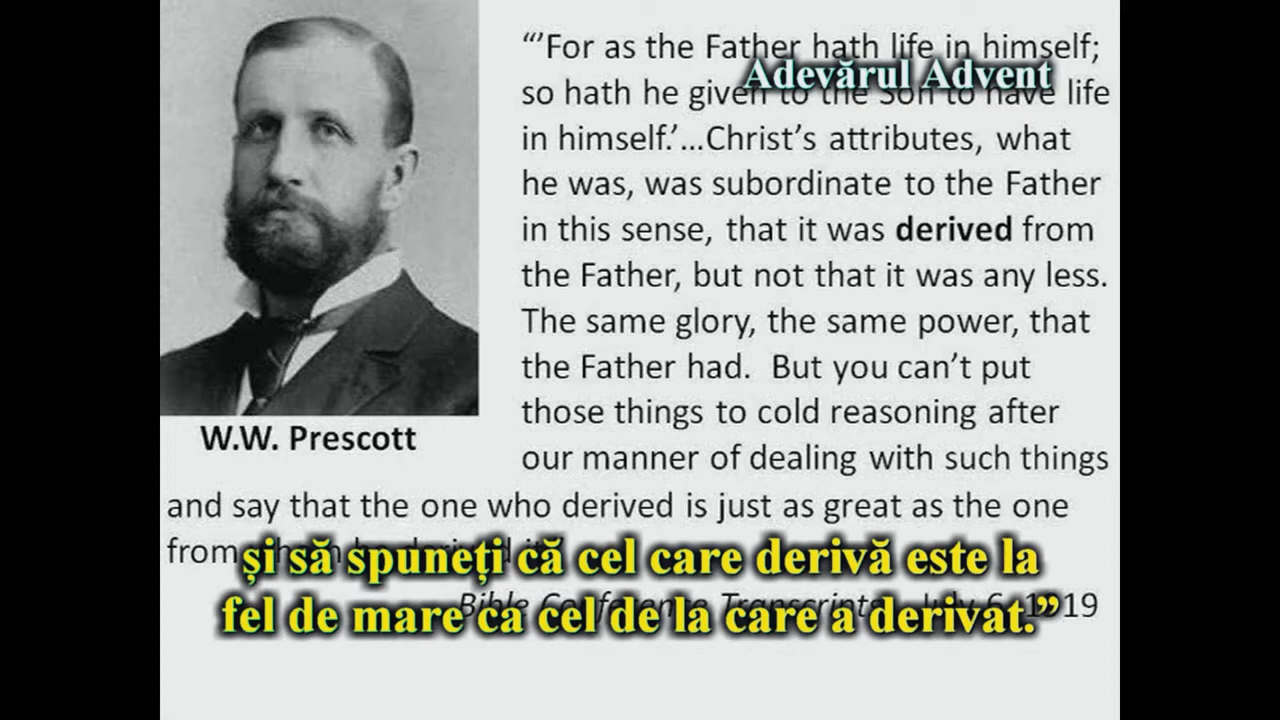 “’For as the Father hath life in himself;
Adevărul Advent
so hath he given to the Son to have life
in himself.’...Christ’s attributes, what
he was, was subordinate to the Father
in this sense, that it was derived from
the Father, but not that it was any less.
The same glory, the same power, that
the Father had. But you can’t put
those things to cold reasoning after
our manner of dealing with such things
W.W. Prescott
and say that the one who derived is just as great as the one
from
și să spuneți că cel care derivă este la
fel de mare ca cel de la care a derivat.”
Bible Conference Transcripts 19